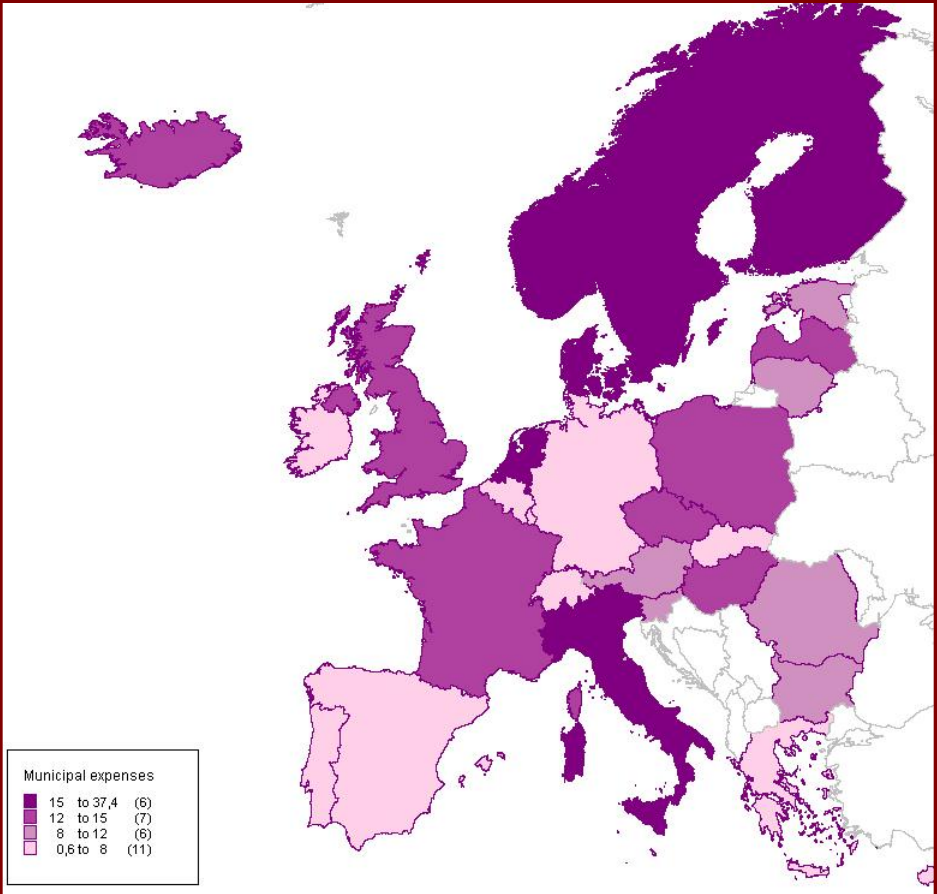 Municipal expenses
15 to 37,4 (6)
12 to 15 (7)
8 to 12 (6)
0,6 to 8 (11)